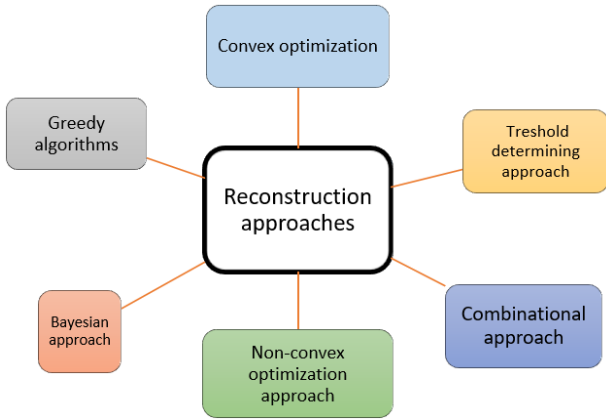 Convex optimization
Greedy
algorithms
Treshold
determining
approach
Reconstruction
approaches
Bayesian
approach
Combinational
approach
Non-convex
optimization
approach